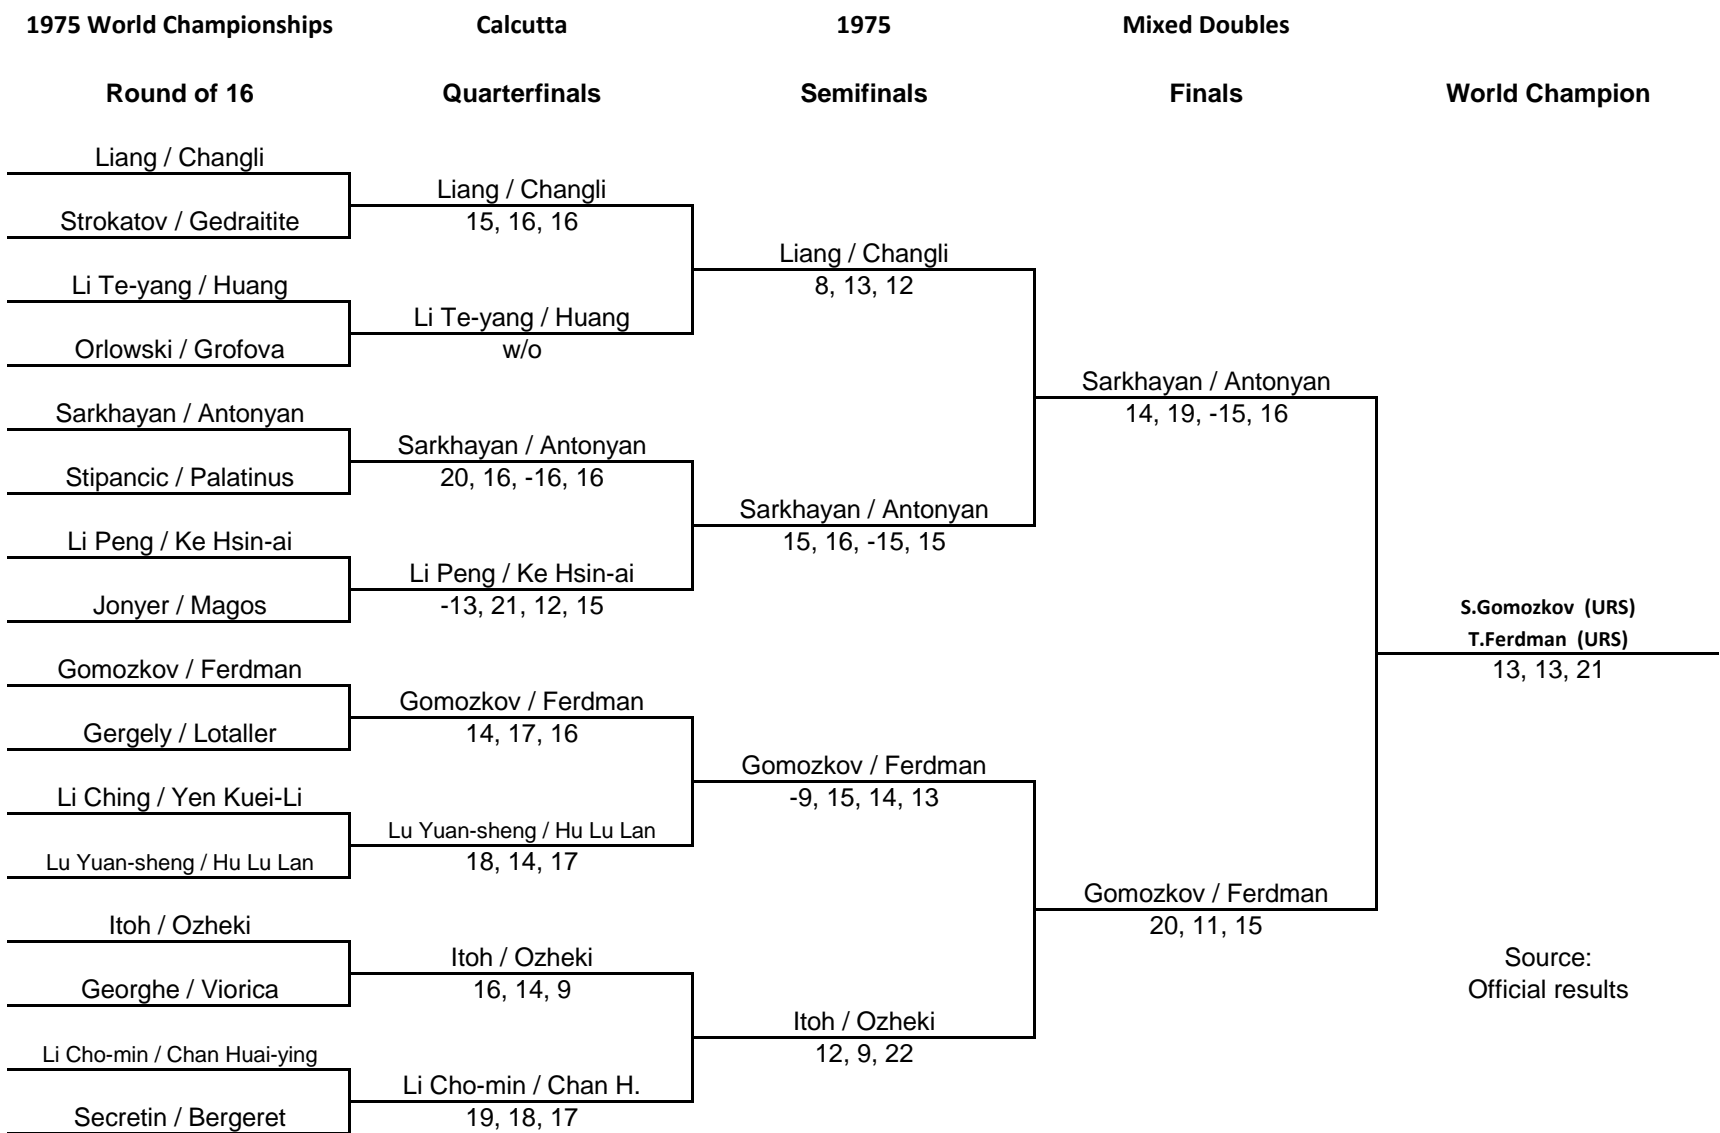 1975 World Championships Calcutta 1975 Mixed Doubles
Round of 16 Quarterfinals Semifinals Finals World Champion
Liang / Changli
Liang / Changli
Strokatov / Gedraitite 15, 16, 16
Liang / Changli
Li Te-yang / Huang 8, 13, 12
Li Te-yang / Huang
Orlowski / Grofova w/o
Sarkhayan / Antonyan
Sarkhayan / Antonyan 14, 19, -15, 16
Sarkhayan / Antonyan
Stipancic / Palatinus 20, 16, -16, 16
Sarkhayan / Antonyan
Li Peng / Ke Hsin-ai 15, 16, -15, 15
Li Peng / Ke Hsin-ai
Jonyer / Magos -13, 21, 12, 15 S.Gomozkov (URS)
T.Ferdman (URS)
Gomozkov / Ferdman 13, 13, 21
Gomozkov / Ferdman
Gergely / Lotaller 14, 17, 16
Gomozkov / Ferdman
Li Ching / Yen Kuei-Li -9, 15, 14, 13
Lu Yuan-sheng / Hu Lu Lan
Lu Yuan-sheng / Hu Lu Lan 18, 14, 17
Gomozkov / Ferdman
Itoh / Ozheki 20, 11, 15
Itoh / Ozheki Source:
Georghe / Viorica 16, 14, 9 Official results
Itoh / Ozheki
Li Cho-min / Chan Huai-ying 12, 9, 22
Li Cho-min / Chan H.
Secretin / Bergeret 19, 18, 17